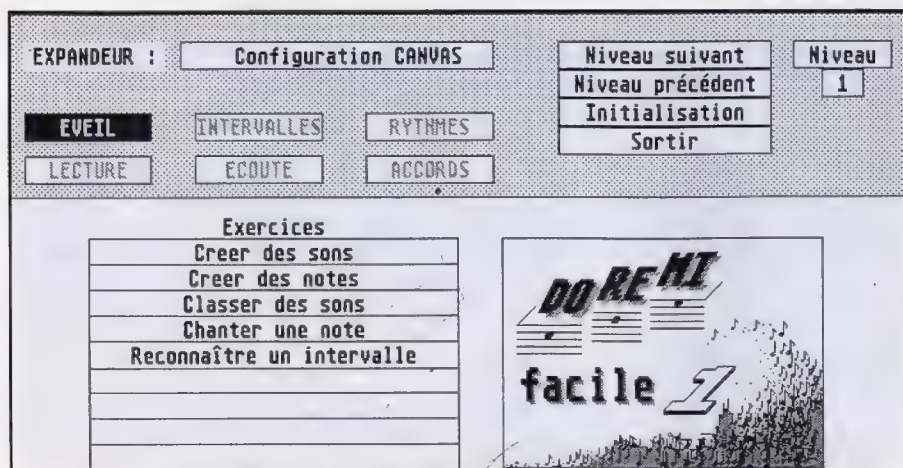 EXPANDEUR : Configuration CANVAS
Niveau suivant
Niveau précédent
Initialisation
Sortir
Niveau
1
EVEIL INTERVALLES RYTHMES
LECTURE ECOUTE ACCORDS
Exercices
Creer des sons
Creer des notes
Classer des sons
Chanter une note
Reconnaître un intervalle
DO RE MI
facile 1